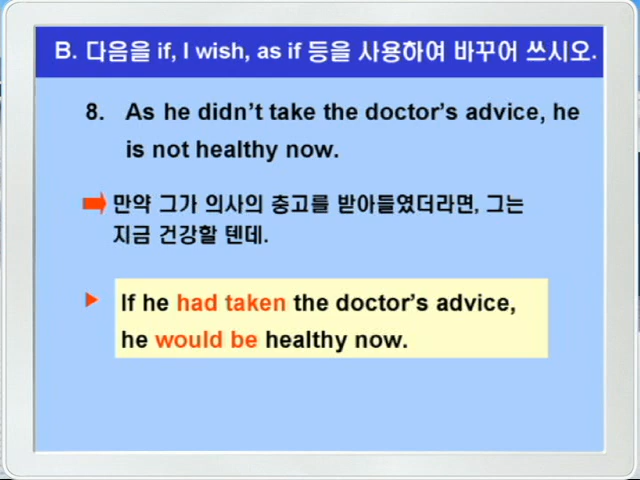 B. 다음을 if, I wish, as if 등을 사용하여 바꾸어 쓰시오.
8. As he didn't take the doctor's advice, he
is not healthy now.
만약 그가 의사의 충고를 받아들였더라면, 그는
지금 건강할 텐데.
If he had taken the doctor's advice,
he would be healthy now.